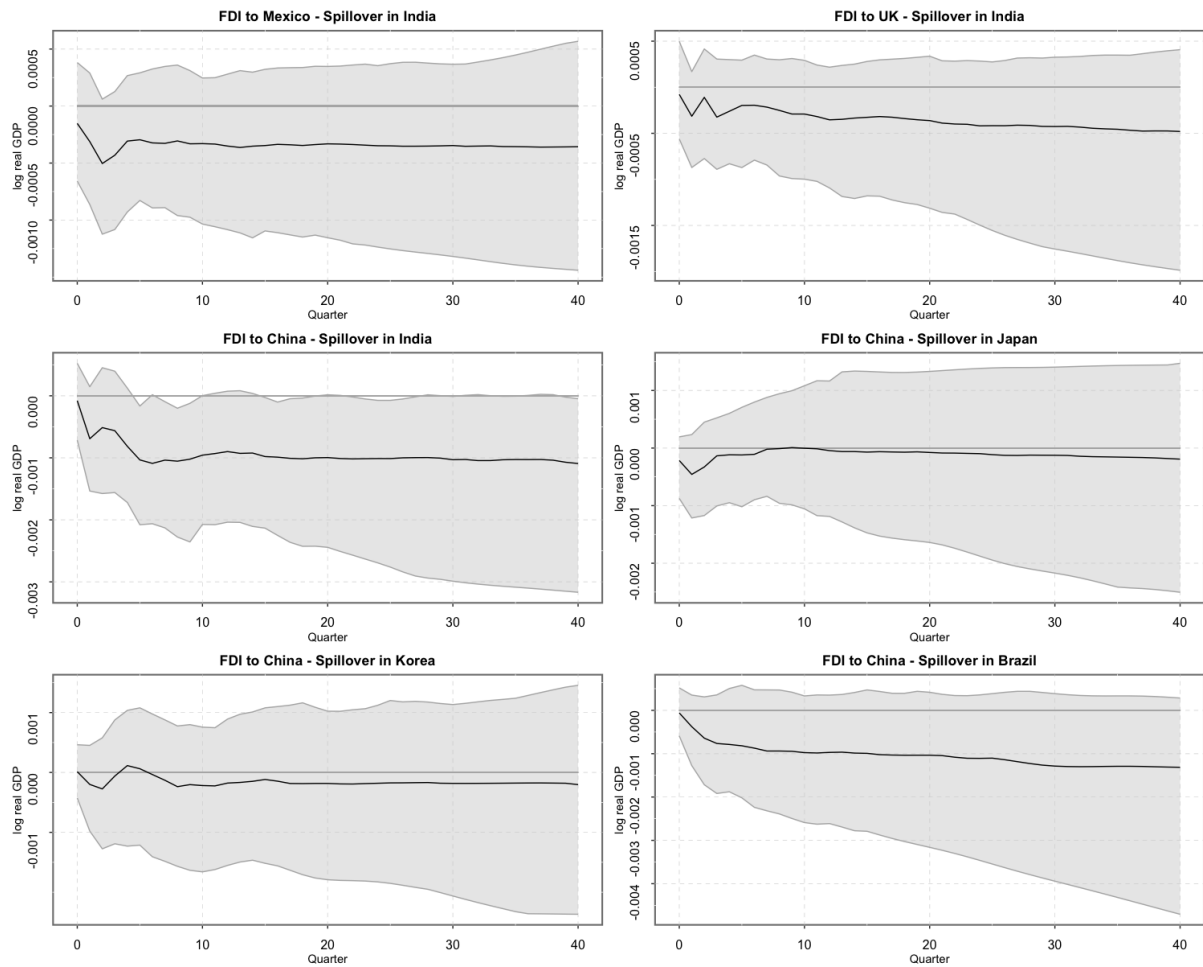 FDI to Mexico - Spillover in India
log real GDP
0.0005
0.0000
-0.0005
-0.0010
0 10 20 30 40
Quarter
FDI to UK - Spillover in India
log real GDP
0.0005
-0.0005
-0.0015
0 10 20 30 40
Quarter
FDI to China - Spillover in India
log real GDP
0.000
-0.001
-0.002
-0.003
0 10 20 30 40
Quarter
FDI to China - Spillover in Japan
log real GDP
0.001
0.000
-0.001
-0.002
0 10 20 30 40
Quarter
FDI to China - Spillover in Korea
log real GDP
0.001
0.000
-0.001
0 10 20 30 40
Quarter
FDI to China - Spillover in Brazil
log real GDP
0.000
-0.001
-0.002
-0.003
-0.004
0 10 20 30 40
Quarter